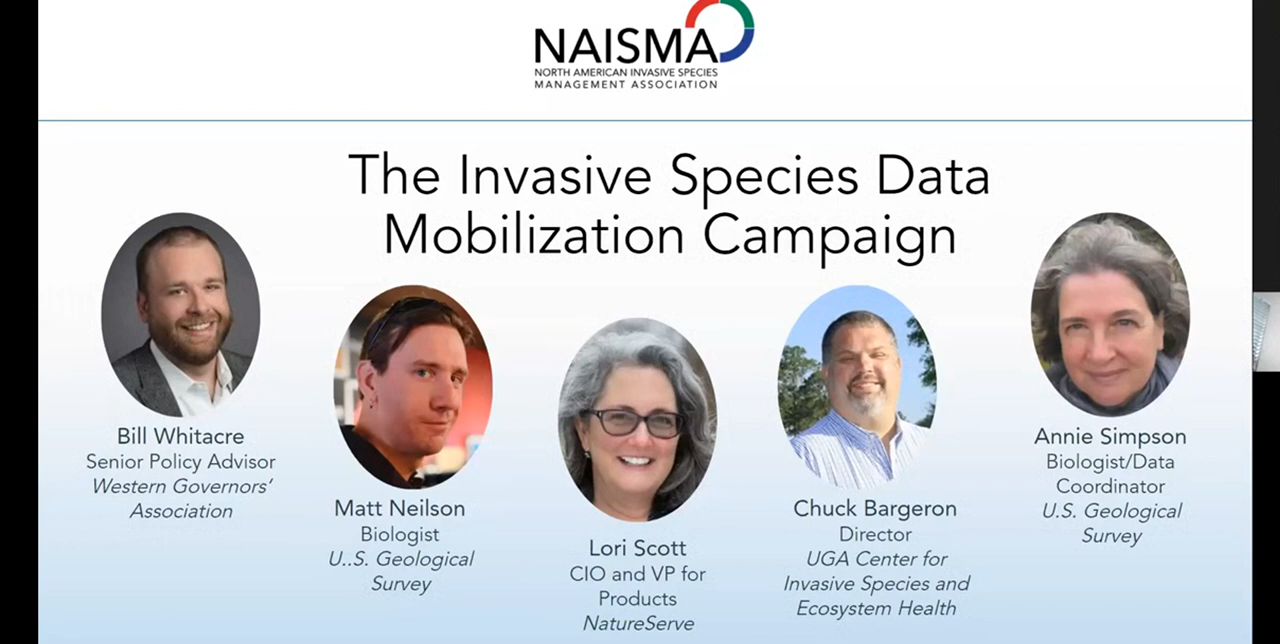 NAISMA
NORTH AMERICAN INVASIVE SPECIES
MANAGEMENT ASSOCIATION
The Invasive Species Data
Mobilization Campaign
Bill Whitacre
Senior Policy Advisor
Western Governors’
Association
Matt Neilson
Biologist
U..S. Geological
Survey
Lori Scott
CIO and VP for
Products
NatureServe
Chuck Bargeron
Director
UGA Center for
Invasive Species and
Ecosystem Health
Annie Simpson
Biologist/Data
Coordinator
U.S. Geological
Survey